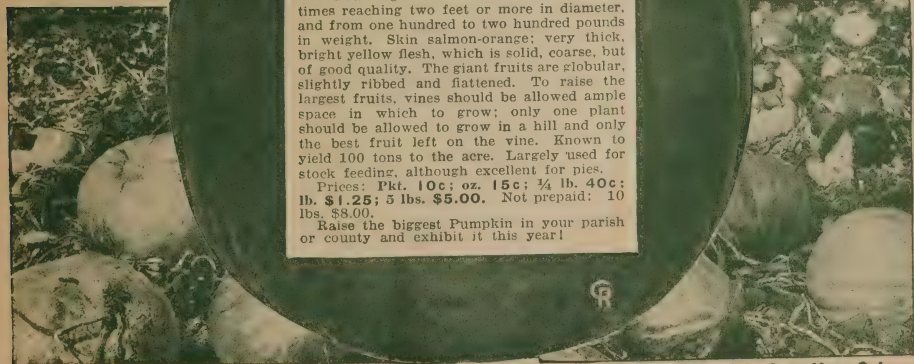 times reaching two feet or more in diameter,
and from one hundred to two hundred pounds
in weight. Skin salmon-orange; very thick,
bright yellow flesh, which is solid, coarse, but
of good quality. The giant fruits are globular,
slightly ribbed and flattened. To raise the
largest fruits, vines should be allowed ample
space in which to grow; only one plant
should be allowed to grow in a hill and only
the best fruit left on the vine. Known to
yield 100 tons to the acre. Largely used for
stock feeding, although excellent for pies.
Prices: Pkt. 10c; oz. 15c; ¼ lb. 40c;
lb. $1.25; 5 lbs. $5.00. Not prepaid: 10
lbs. $8.00.
Raise the biggest Pumpkin in your parish
or county and exhibit it this year!